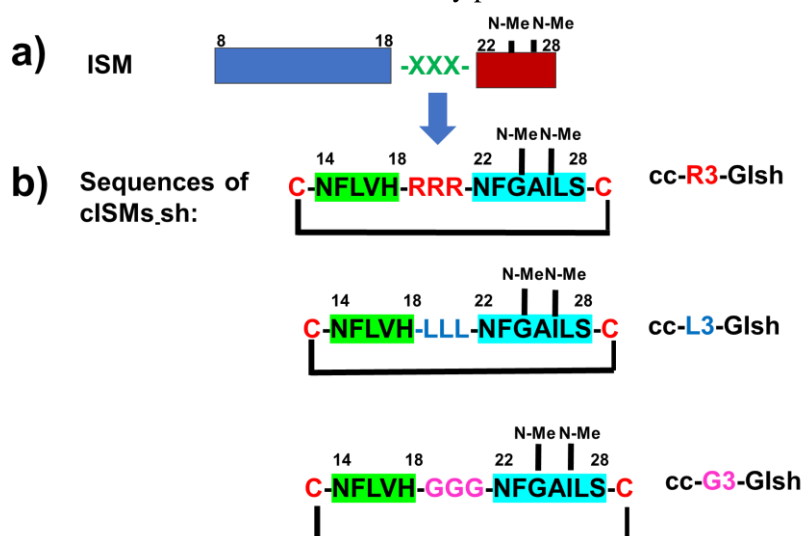 N-Me N-Me
8 18 22 28
a) ISM -XXX-
N-Me N-Me
14 18 22 28
b) Sequences of C-NFLVH-RRR-NFGAILS-C cc-R3-GIsh
cISMs_sh:
N-Me N-Me
14 18 22 28
C-NFLVH-LLL-NFGAILS-C cc-L3-GIsh
N-Me N-Me
14 18 22 28
C-NFLVH-GGG-NFGAILS-C cc-G3-GIsh